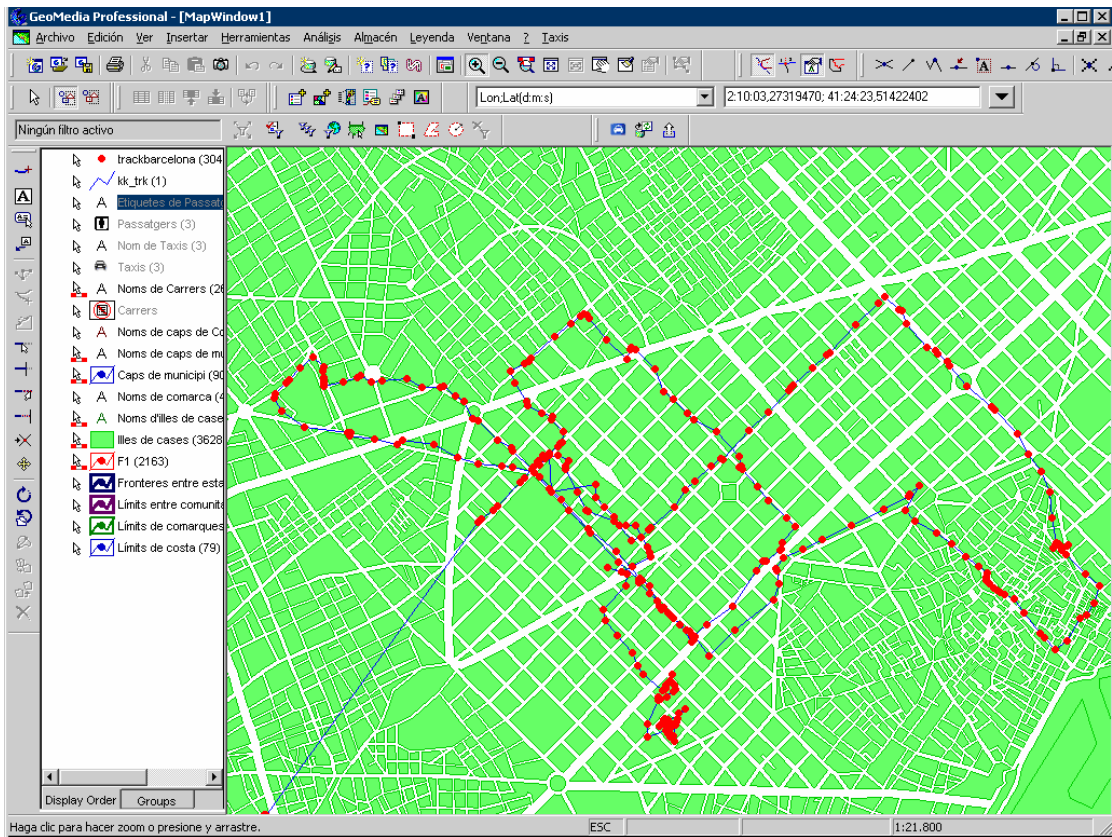 GeoMedia Professional - [MapWindow1]
Archivo Edición Ver Insertar Herramientas Análisis Almacén Leyenda Ventana ? Taxis
Lon;Lat(d:m:s) 2:10:03,27319470; 41:24:23,51422402
Ningún filtro activo
trackbarcelona (304
kk_trk (1)
Etiquetes de Passatg
Passatgers (3)
Nom de Taxis (3)
Taxis (3)
Noms de Carrers (26
Carrers
Noms de caps de Co
Noms de caps de mu
Caps de municipi (90
Noms de comarca (4
Noms d'illes de case
Illes de cases (3628
F1 (2163)
Fronteres entre esta
Límits entre comunita
Límits de comarques
Límits de costa (79)
Display Order Groups
Haga clic para hacer zoom o presione y arrastre. ESC 1:21.800